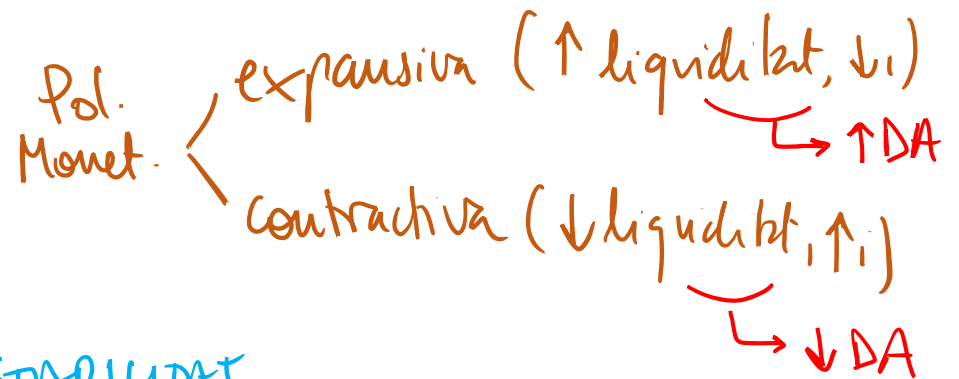 expansiva (↑ liquiditat, ↓i)
Pol.
→ ↑DA
Monet.
contractiva (↓liquiditat, ↑i)
→ ↓ DA